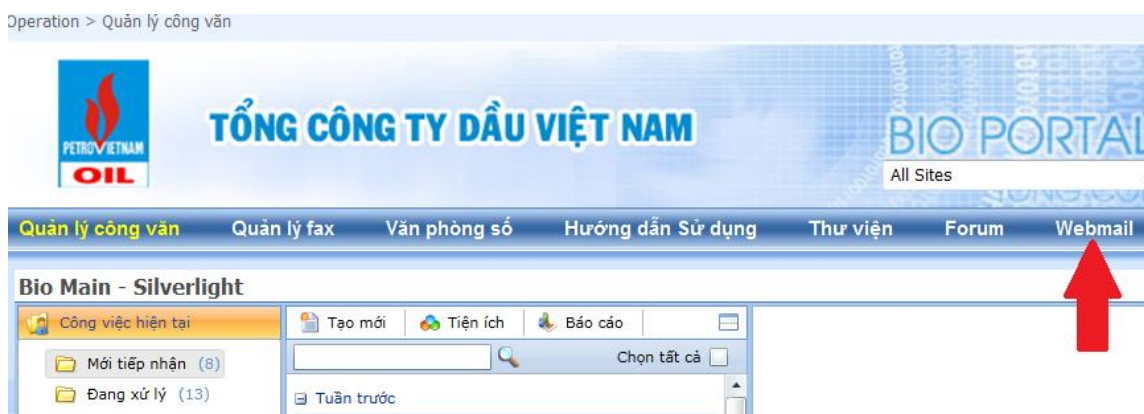 Operation > Quản lý công văn
PETROVIETNAM
OIL
TỔNG CÔNG TY DẦU VIỆT NAM
BIO PORTAL
All Sites
Quản lý công văn Quản lý fax Văn phòng số Hướng dẫn Sử dụng Thư viện Forum Webmail
Bio Main - Silverlight
Công việc hiện tại Tạo mới Tiện ích Báo cáo
Mới tiếp nhận (8) Chọn tất cả
Đang xử lý (13) Tuần trước